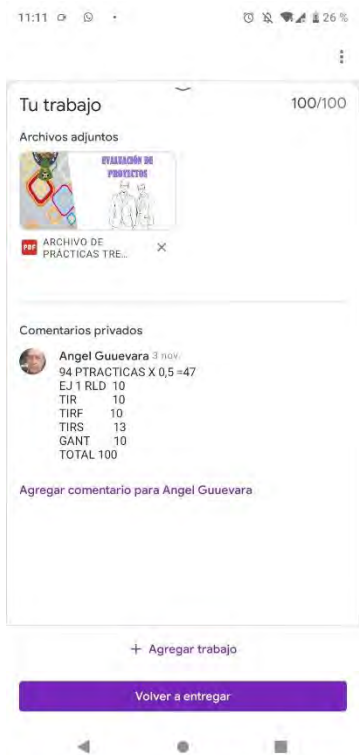 11:11
26 %
Tu trabajo
100/100
Archivos adjuntos
EVALUACIÓN DE
PROYECTOS
PDF
ARCHIVO DE
PRÁCTICAS TRE...
Comentarios privados
Angel Guuevara 3 nov.
94 PTRACTICAS X 0,5 =47
EJ 1 RLD 10
TIR 10
TIRF 10
TIRS 13
GANT 10
TOTAL 100
Agregar comentario para Angel Guuevara
+ Agregar trabajo
Volver a entregar